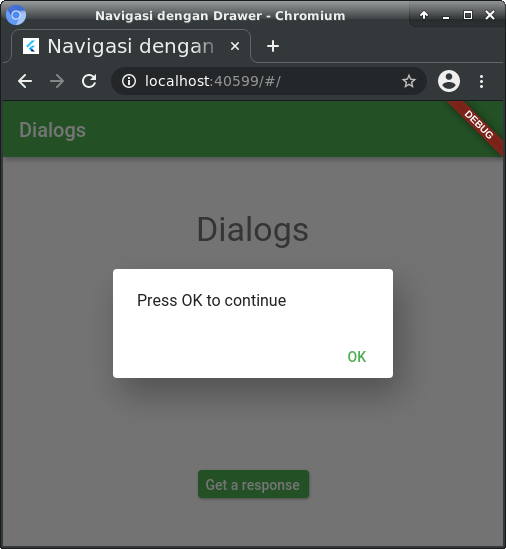 Navigasi dengan Drawer - Chromium
Navigasi dengan
localhost:40599/#/
Dialogs
DEBUG
Dialogs
Press OK to continue
OK
Get a response